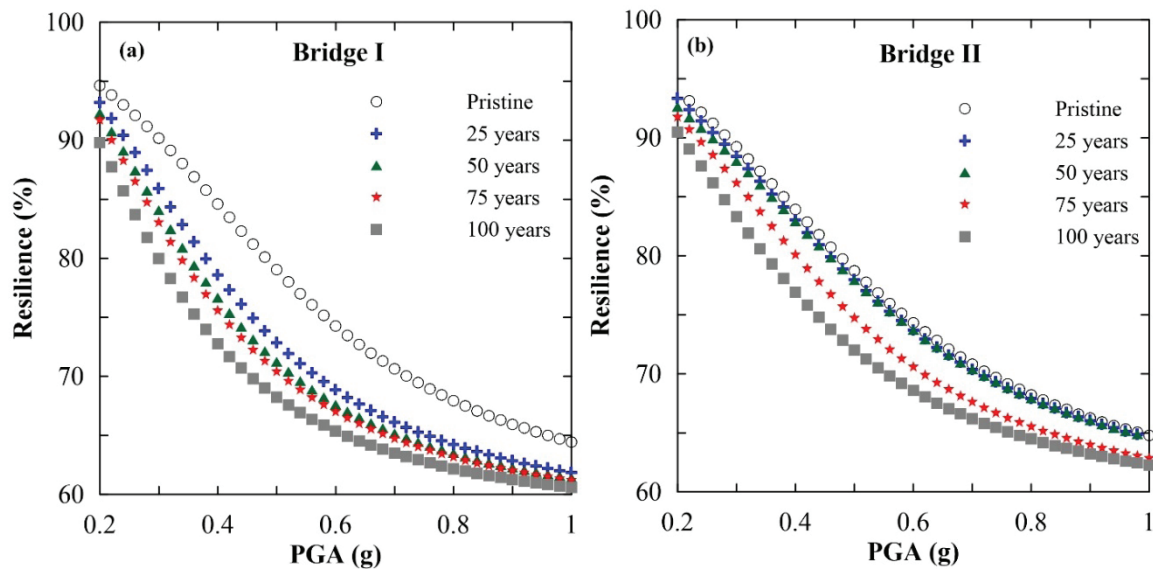 (a)
Bridge I
Pristine
25 years
50 years
75 years
100 years
100
90
80
70
60
Resilience (%)
0.2
0.4
0.6
0.8
1
PGA (g)
(b)
Bridge II
Pristine
25 years
50 years
75 years
100 years
100
90
80
70
60
Resilience (%)
0.2
0.4
0.6
0.8
1
PGA (g)